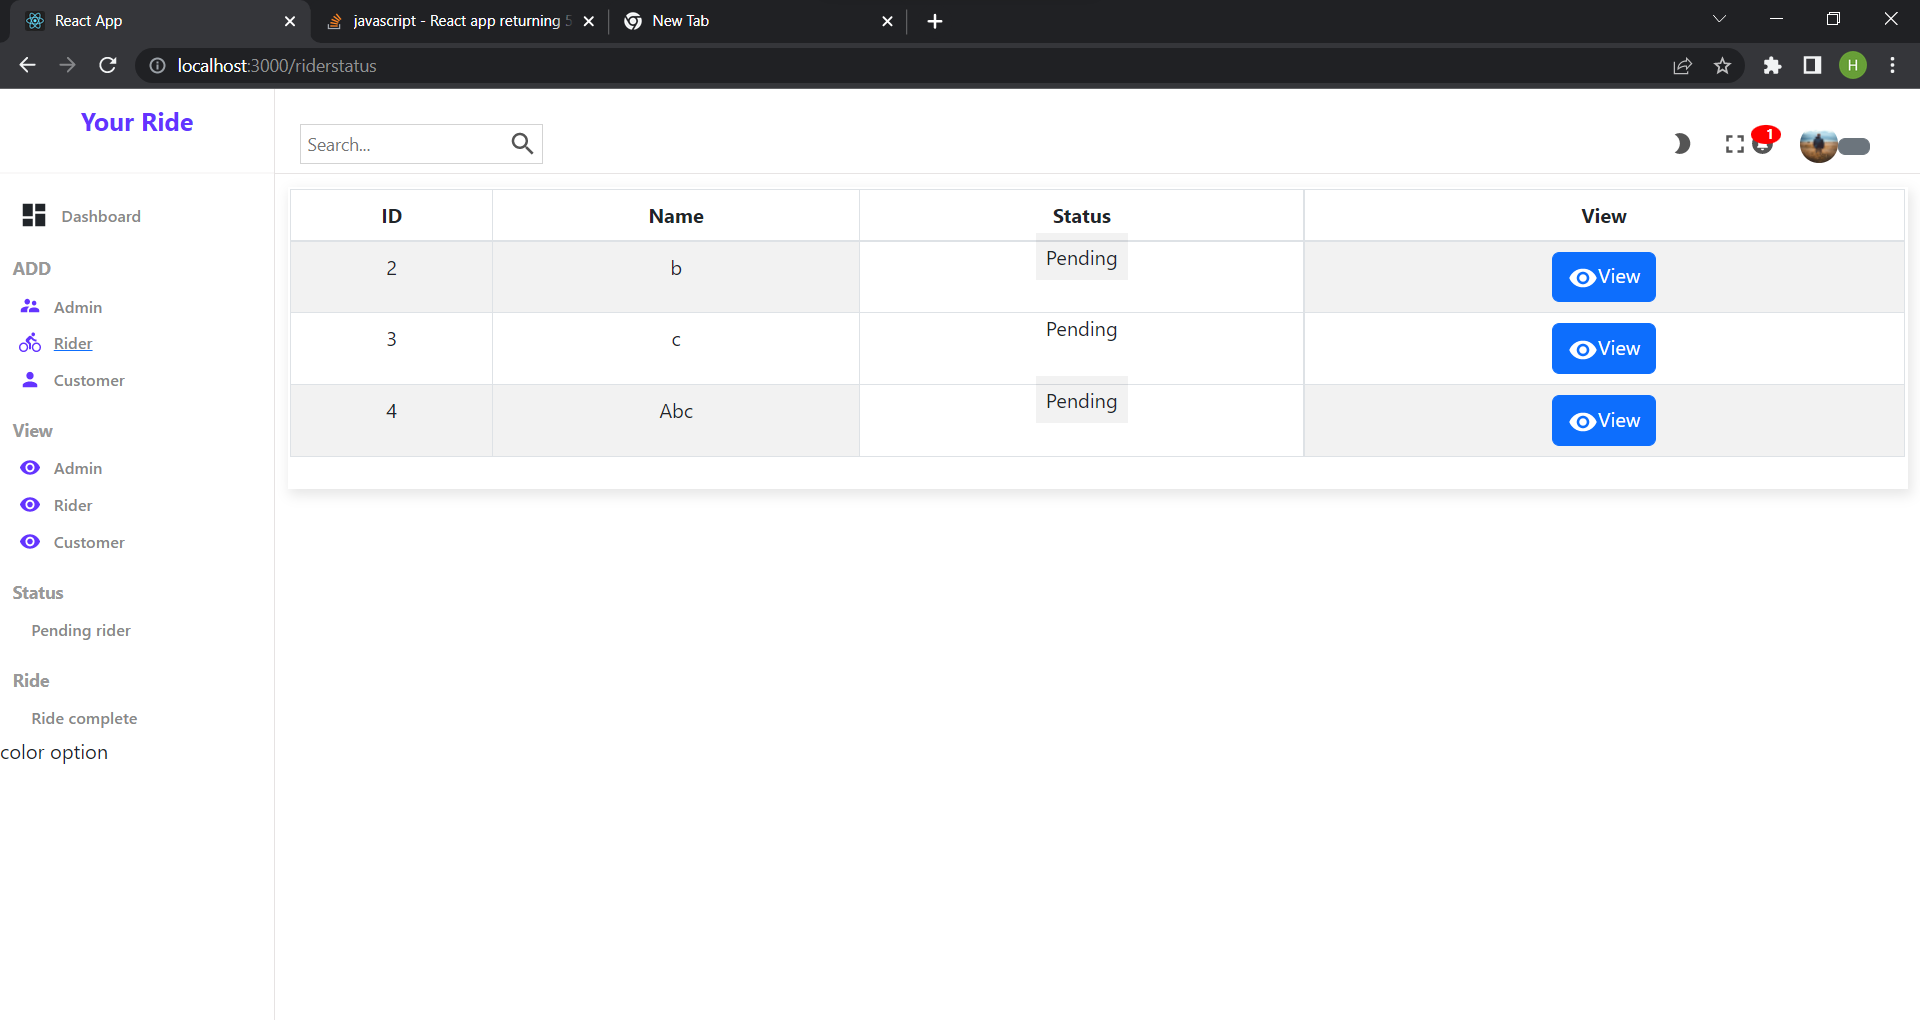 React App
javascript - React app returning 5
New Tab
localhost:3000/riderstatus
H
Your Ride
Search...
1
Dashboard
ADD
Admin
Rider
Customer
View
Admin
Rider
Customer
Status
Pending rider
Ride
Ride complete
color option
ID Name Status View
2 b Pending View
3 c Pending View
4 Abc Pending View